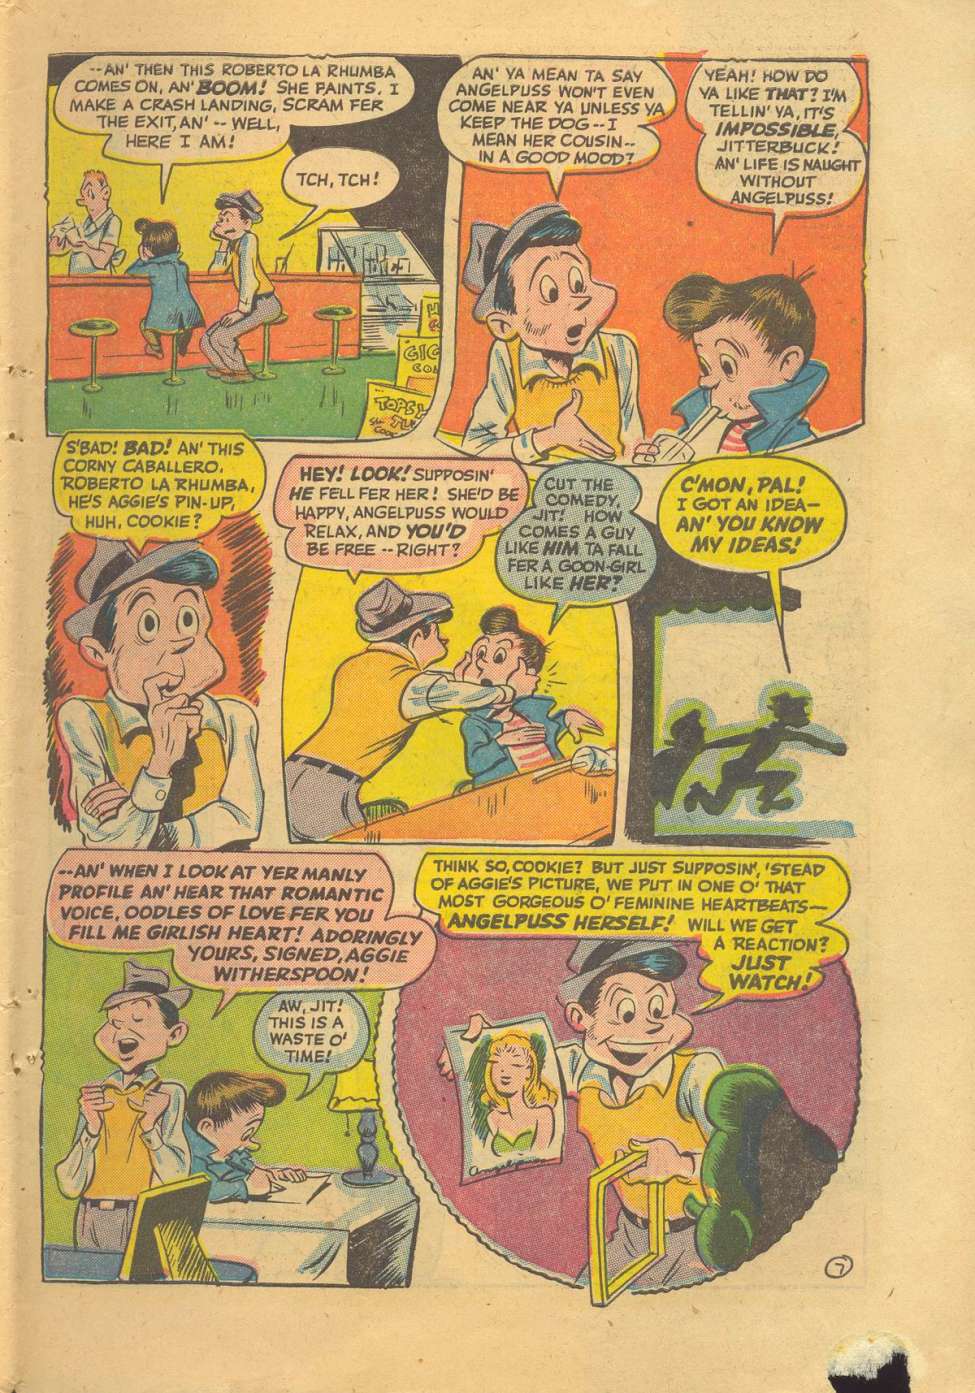 --AN' THEN THIS ROBERTO LA RHUMBA
COMES ON, AN' BOOM! SHE PAINTS. I
MAKE A CRASH LANDING, SCRAM FER
THE EXIT, AN' -- WELL,
HERE I AM!
TCH, TCH!
TOPS
AN' YA MEAN TA SAY
ANGELPUSS WON'T EVEN
COME NEAR YA UNLESS YA
KEEP THE DOG -- I
MEAN HER COUSIN--
IN A GOOD MOOD?
YEAH! HOW DO
YA LIKE THAT? I'M
TELLIN' YA, IT'S
IMPOSSIBLE,
JITTERBUCK!
AN' LIFE IS NAUGHT
WITHOUT
ANGELPUSS!
S'BAD! BAD! AN' THIS
CORNY CABALLERO,
ROBERTO LA RHUMBA,
HE'S AGGIE'S PIN-UP,
HUH, COOKIE?
HEY! LOOK! SUPPOSIN'
HE FELL FER HER! SHE'D BE
HAPPY, ANGELPUSS WOULD
RELAX, AND YOU'D
BE FREE -- RIGHT?
CUT THE
COMEDY,
JIT! HOW
COMES A GUY
LIKE HIM TA FALL
FER A GOON-GIRL
LIKE HER?
C'MON, PAL!
I GOT AN IDEA--
AN' YOU KNOW
MY IDEAS!
--AN' WHEN I LOOK AT YER MANLY
PROFILE AN' HEAR THAT ROMANTIC
VOICE, OODLES OF LOVE FER YOU
FILL ME GIRLISH HEART! ADORINGLY
YOURS, SIGNED, AGGIE
WITHERSPOON!
AW, JIT!
THIS IS A
WASTE O'
TIME!
THINK SO, COOKIE? BUT JUST SUPPOSIN', 'STEAD
OF AGGIE'S PICTURE, WE PUT IN ONE O' THAT
MOST GORGEOUS O' FEMININE HEARTBEATS--
ANGELPUSS HERSELF! WILL WE GET
A REACTION?
JUST
WATCH!
Angelpuss
7